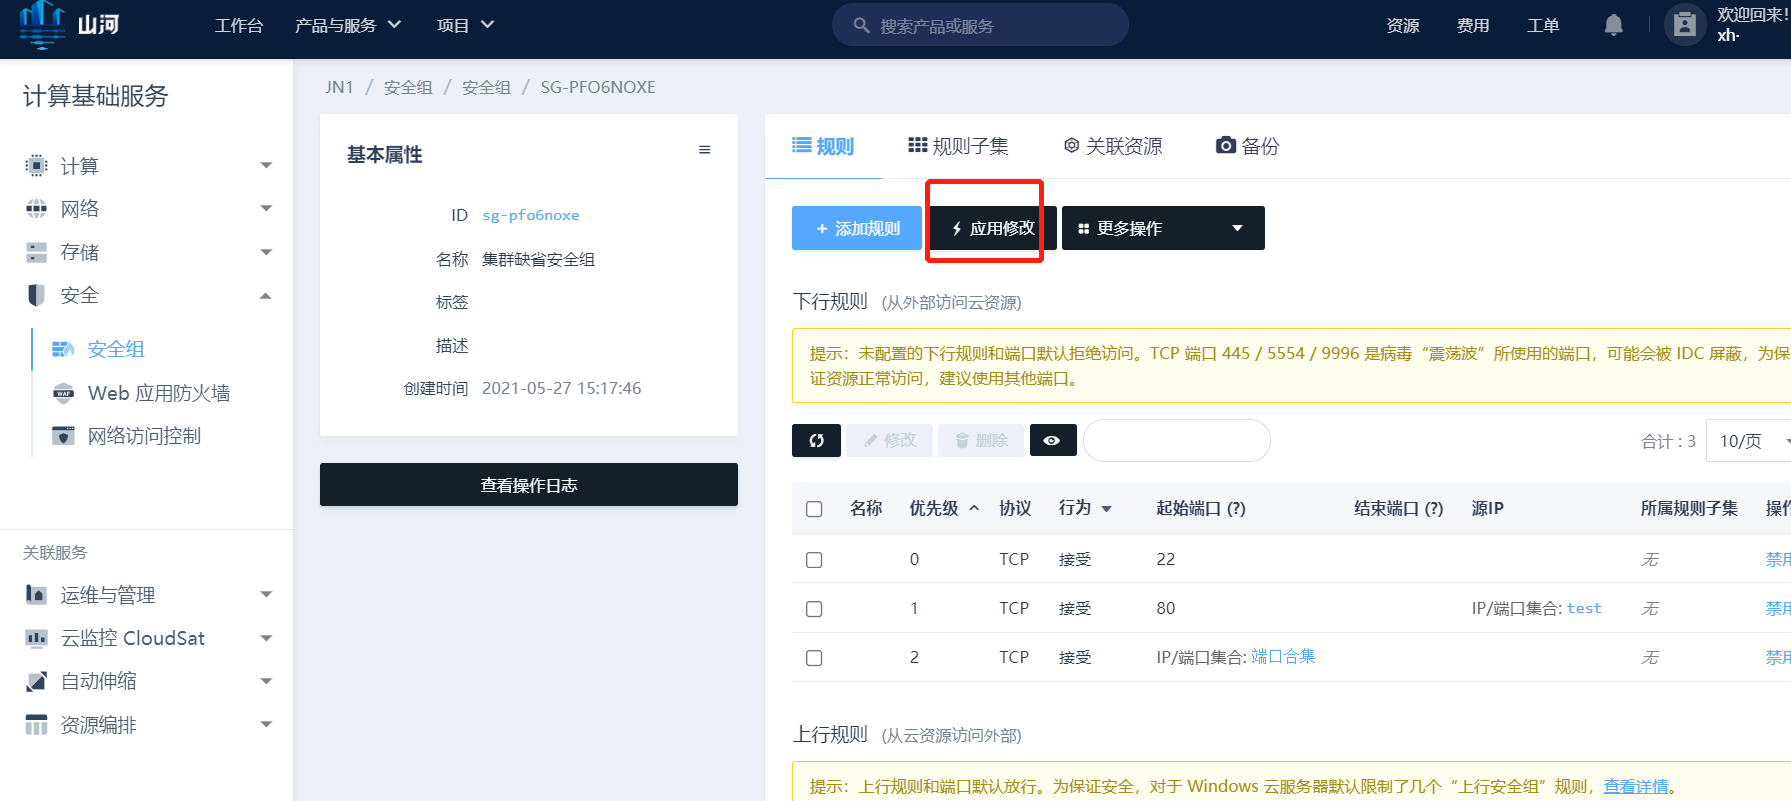 山河
工作台 产品与服务 项目 搜索产品或服务 资源 费用 工单 欢迎回来!
xh·
计算基础服务
计算
网络
存储
安全
安全组
Web 应用防火墙
网络访问控制
关联服务
运维与管理
云监控 CloudSat
自动伸缩
资源编排
JN1 / 安全组 / 安全组 / SG-PFO6NOXE
基本属性
ID sg-pfo6noxe
名称 集群缺省安全组
标签
描述
创建时间 2021-05-27 15:17:46
查看操作日志
规则 规则子集 关联资源 备份
+ 添加规则 应用修改 更多操作
下行规则 (从外部访问云资源)
提示：未配置的下行规则和端口默认拒绝访问。TCP 端口 445 / 5554 / 9996 是病毒“震荡波”所使用的端口，可能会被 IDC 屏蔽，为保
证资源正常访问，建议使用其他端口。
修改 删除 合计 : 3 10/页
名称 优先级 协议 行为 起始端口 (?) 结束端口 (?) 源IP 所属规则子集 操作
0 TCP 接受 22 无 禁用
1 TCP 接受 80 IP/端口集合: test 无 禁用
2 TCP 接受 IP/端口集合: 端口合集 无 禁用
上行规则 (从云资源访问外部)
提示：上行规则和端口默认放行。为保证安全，对于 Windows 云服务器默认限制了几个“上行安全组”规则，查看详情。